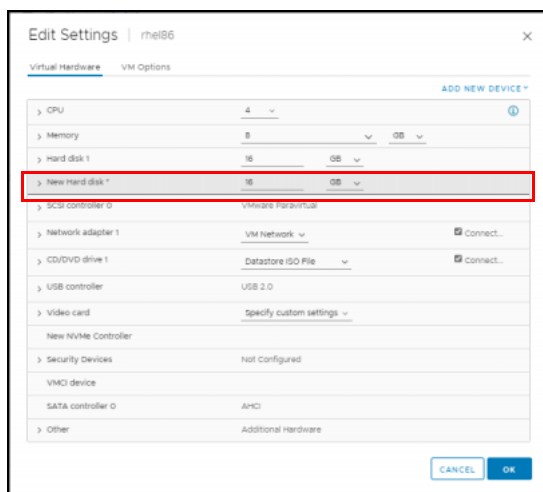 Edit Settings | rhel86
Virtual Hardware VM Options
ADD NEW DEVICE
CPU 4
Memory 8 GB
Hard disk 1 16 GB
New Hard disk * 16 GB
SCSI controller 0 VMware Paravirtual
Network adapter 1 VM Network Connect...
CD/DVD drive 1 Datastore ISO File Connect...
USB controller USB 2.0
Video card Specify custom settings
New NVMe Controller
Security Devices Not Configured
VMCI device
SATA controller 0 AHCI
Other Additional Hardware
CANCEL OK